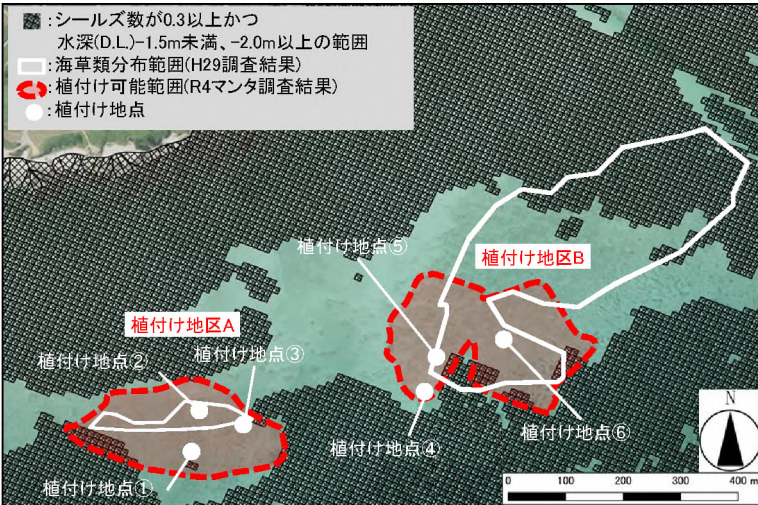 :シールズ数が0.3以上かつ
水深(D.L.)-1.5m未満、-2.0m以上の範囲
:海草類分布範囲(H29調査結果)
:植付け可能範囲(R4マンタ調査結果)
:植付け地点
植付け地点⑤
植付け地区B
植付け地区A
植付け地点②
植付け地点③
植付け地点④
植付け地点⑥
植付け地点①
N
0 100 200 300 400 m